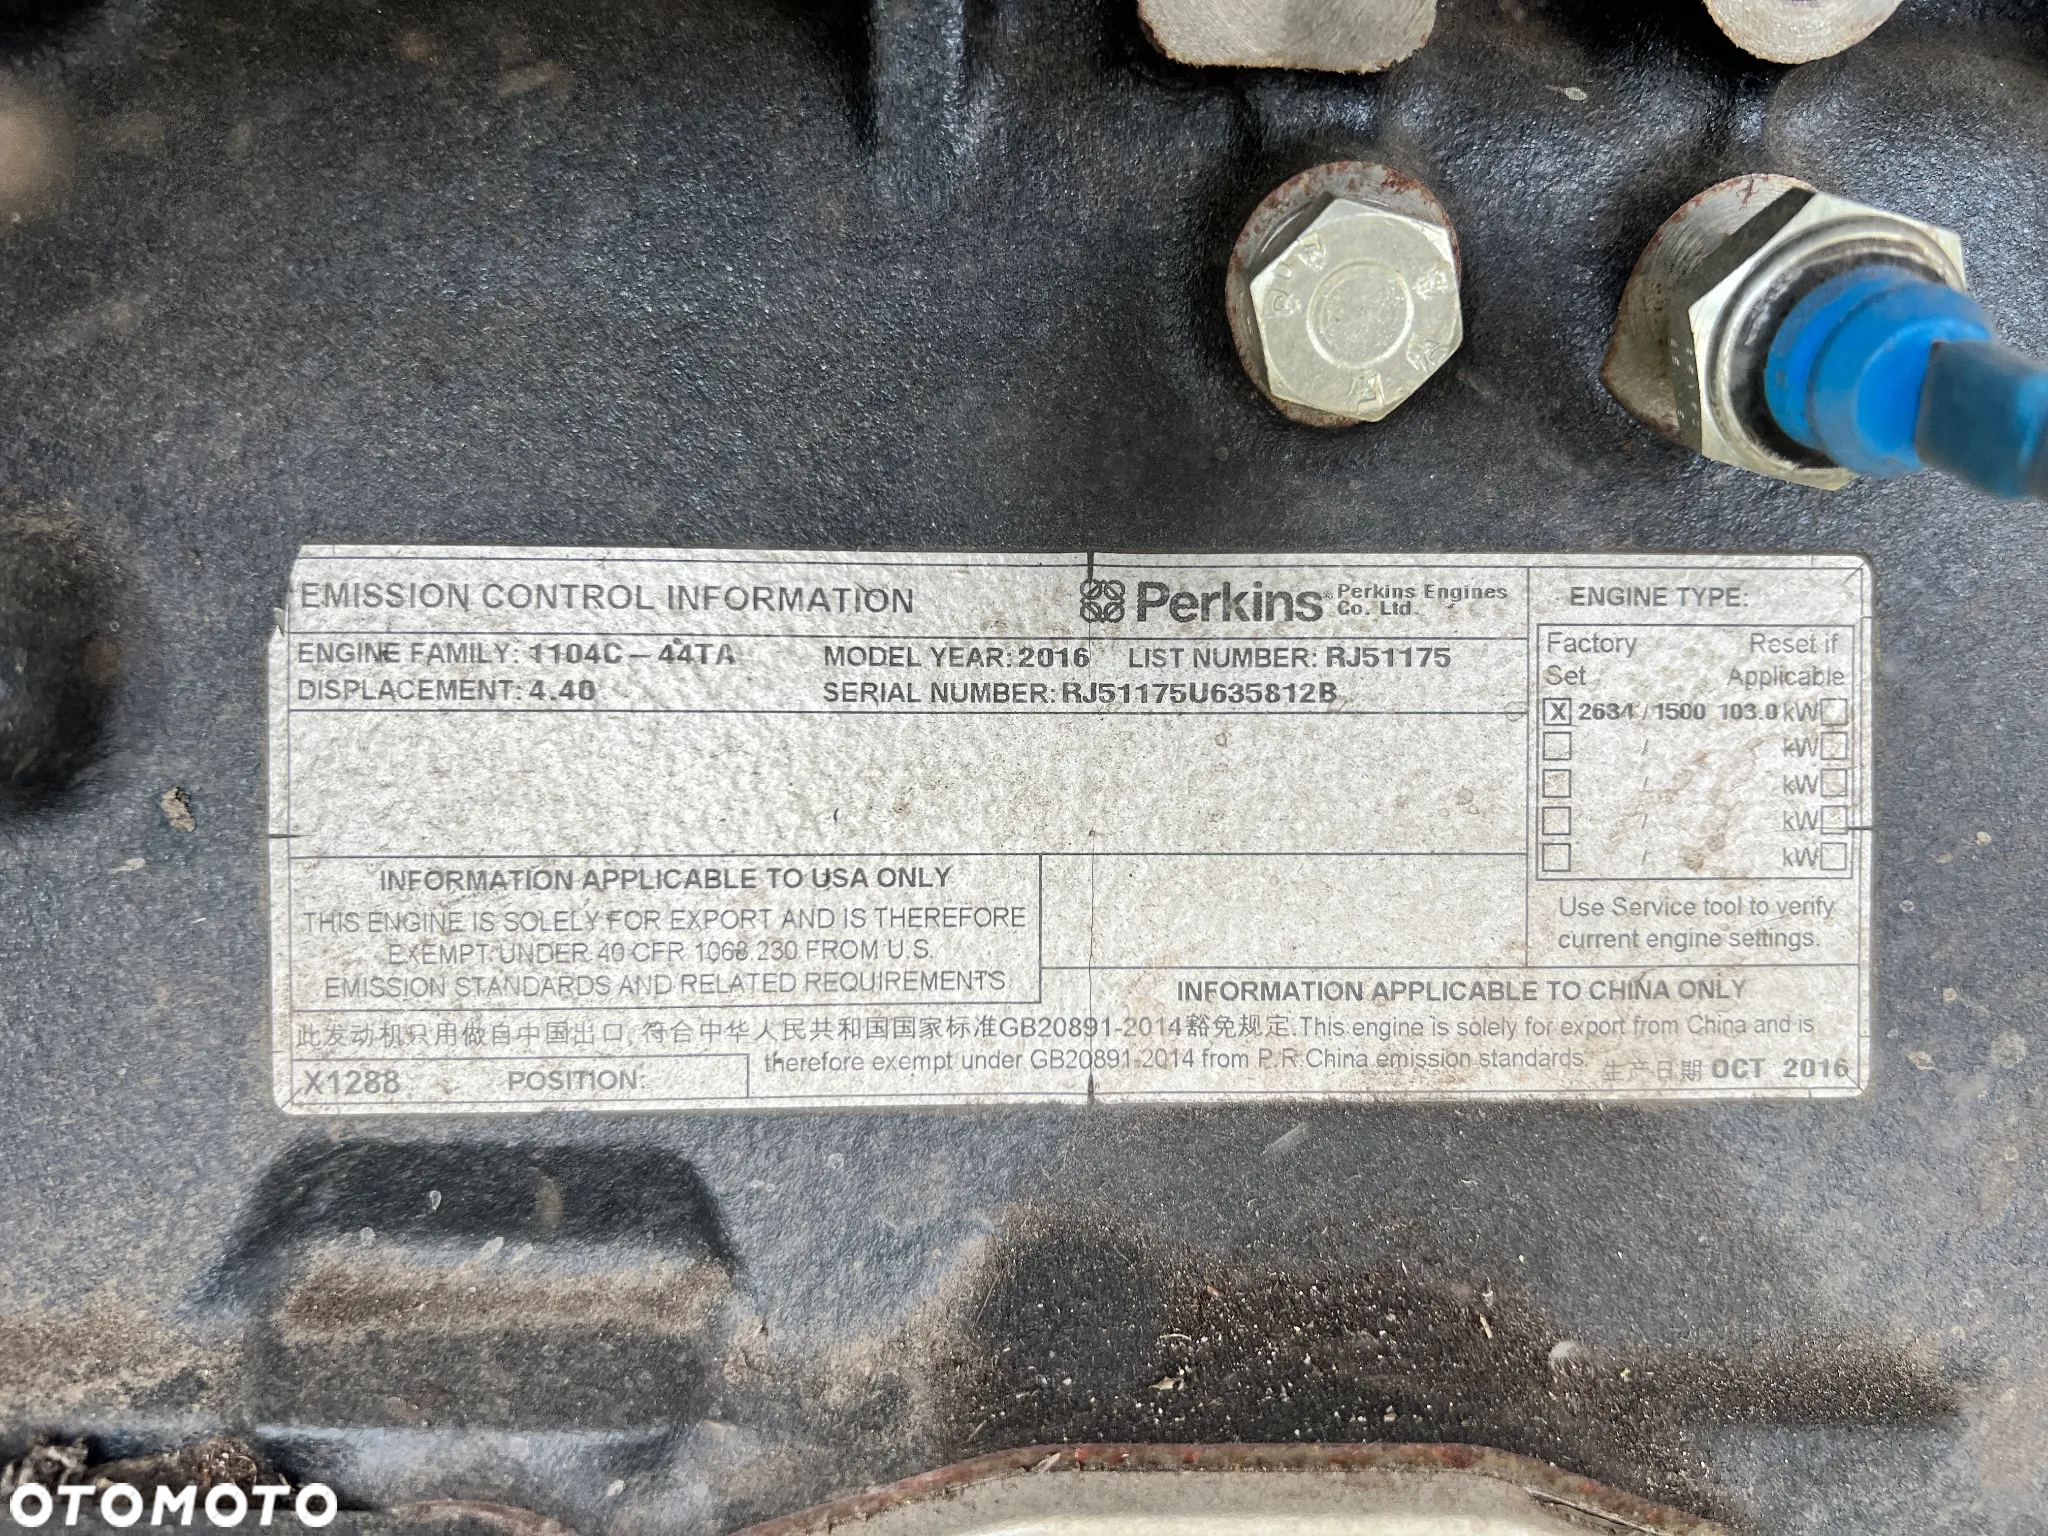 EMISSION CONTROL INFORMATION
Perkins Perkins Engines Co. Ltd.
ENGINE FAMILY: 1104C-44TA MODEL YEAR: 2016 LIST NUMBER: RJ51175
DISPLACEMENT: 4.40 SERIAL NUMBER: RJ51175U635812B
ENGINE TYPE:
Factory Set Reset if Applicable
X 2634 / 1500 103.0 kW
/ kW
/ kW
/ kW
/ kW
Use Service tool to verify
current engine settings.
INFORMATION APPLICABLE TO USA ONLY
THIS ENGINE IS SOLELY FOR EXPORT AND IS THEREFORE
EXEMPT UNDER 40 CFR 1068.230 FROM U.S.
EMISSION STANDARDS AND RELATED REQUIREMENTS
INFORMATION APPLICABLE TO CHINA ONLY
此发动机只用做自中国出口, 符合中华人民共和国国家标准GB20891-2014豁免规定.This engine is solely for export from China and is
therefore exempt under GB20891-2014 from P.R.China emission standards.
生产日期 OCT 2016
X1288 POSITION:
OTOMOTO